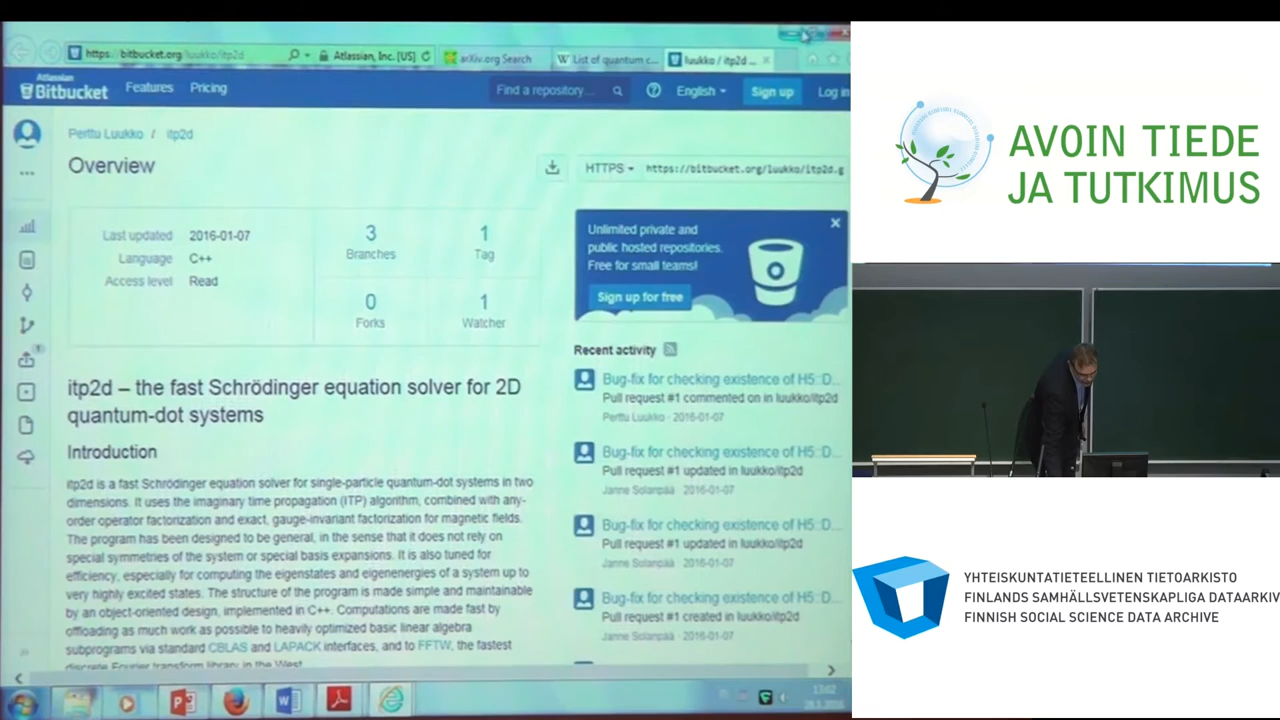 https://bitbucket.org/luukko/itp2d
Atlassian, Inc. [US]
arXiv.org Search
List of quantum c...
luukko / itp2d ...
Atlassian
Bitbucket
Features
Pricing
Find a repository...
English
Sign up
Log in
Perttu Luukko / itp2d
Overview
HTTPS
https://bitbucket.org/luukko/itp2d.g
Last updated 2016-01-07
Language C++
Access level Read
3
Branches
1
Tag
0
Forks
1
Watcher
Unlimited private and
public hosted repositories.
Free for small teams!
Sign up for free
itp2d – the fast Schrödinger equation solver for 2D
quantum-dot systems
Introduction
itp2d is a fast Schrödinger equation solver for single-particle quantum-dot systems in two
dimensions. It uses the imaginary time propagation (ITP) algorithm, combined with any-
order operator factorization and exact, gauge-invariant factorization for magnetic fields.
The program has been designed to be general, in the sense that it does not rely on
special symmetries of the system or special basis expansions. It is also tuned for
efficiency, especially for computing the eigenstates and eigenenergies of a system up to
very highly excited states. The structure of the program is made simple and maintainable
by an object-oriented design, implemented in C++. Computations are made fast by
offloading as much work as possible to heavily optimized basic linear algebra
subprograms via standard CBLAS and LAPACK interfaces, and to FFTW, the fastest
discrete Fourier transform library in the West.
Recent activity
Bug-fix for checking existence of H5::D...
Pull request #1 commented on in luukko/itp2d
Perttu Luukko · 2016-01-07
Bug-fix for checking existence of H5::D...
Pull request #1 updated in luukko/itp2d
Janne Solanpää · 2016-01-07
Bug-fix for checking existence of H5::D...
Pull request #1 updated in luukko/itp2d
Janne Solanpää · 2016-01-07
Bug-fix for checking existence of H5::D...
Pull request #1 created in luukko/itp2d
Janne Solanpää · 2016-01-07
13:02
AVOIN TIEDE
JA TUTKIMUS
YHTEISKUNTATIETEELLINEN TIETOARKISTO
FINLANDS SAMHÄLLSVETENSKAPLIGA DATAARKIV
FINNISH SOCIAL SCIENCE DATA ARCHIVE